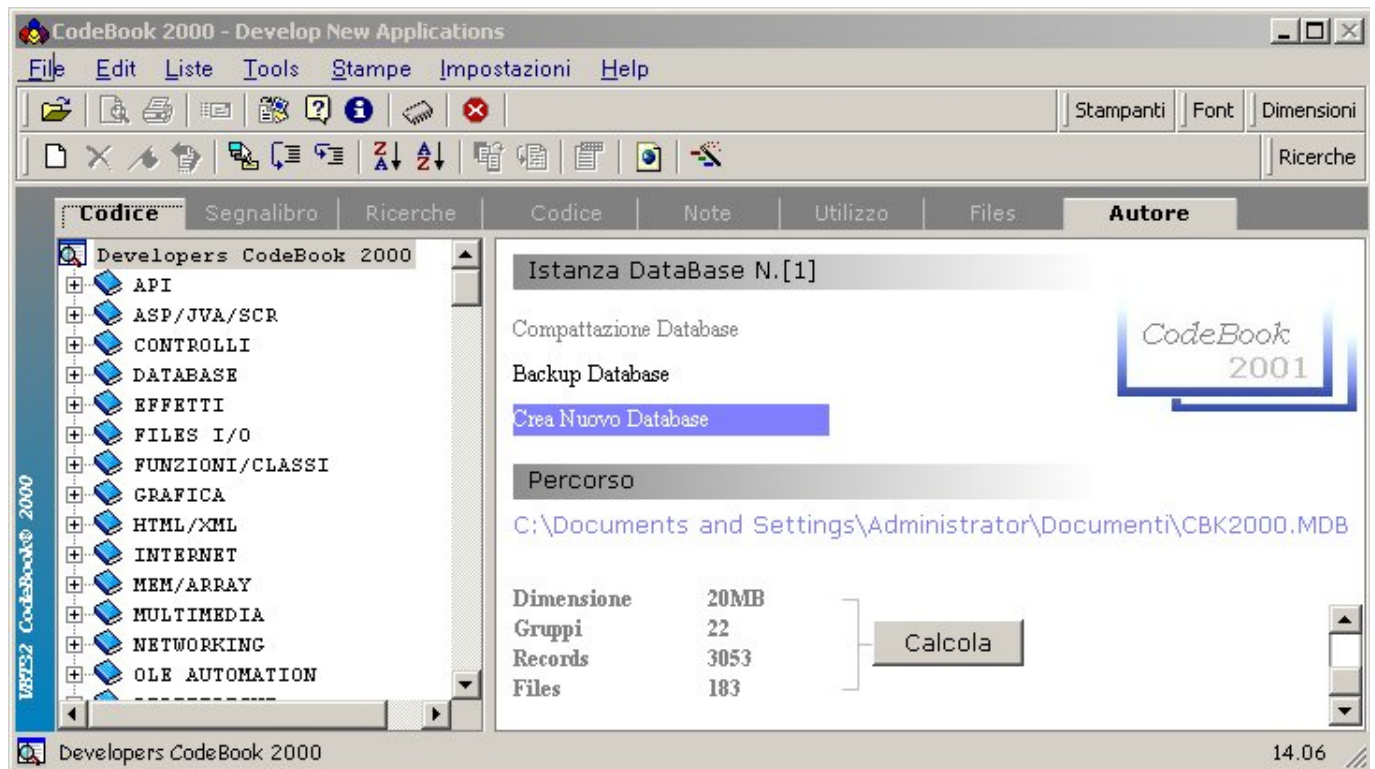 CodeBook 2000 - Develop New Applications
File Edit Liste Tools Stampe Impostazioni Help
Stampanti Font Dimensioni
Ricerche
Codice Segnalibro Ricerche Codice Note Utilizzo Files Autore
Developers CodeBook 2000
API
ASP/JVA/SCR
CONTROLLI
DATABASE
EFFETTI
FILES I/O
FUNZIONI/CLASSI
GRAFICA
HTML/XML
INTERNET
MEM/ARRAY
MULTIMEDIA
NETWORKING
OLE AUTOMATION
VBTS2 CodeBook® 2000
Istanza DataBase N.[1]
Compattazione Database
Backup Database
Crea Nuovo Database
CodeBook
2001
Percorso
C:\Documents and Settings\Administrator\Documenti\CBK2000.MDB
Dimensione 20MB
Gruppi 22
Records 3053
Files 183
Calcola
Developers CodeBook 2000
14.06